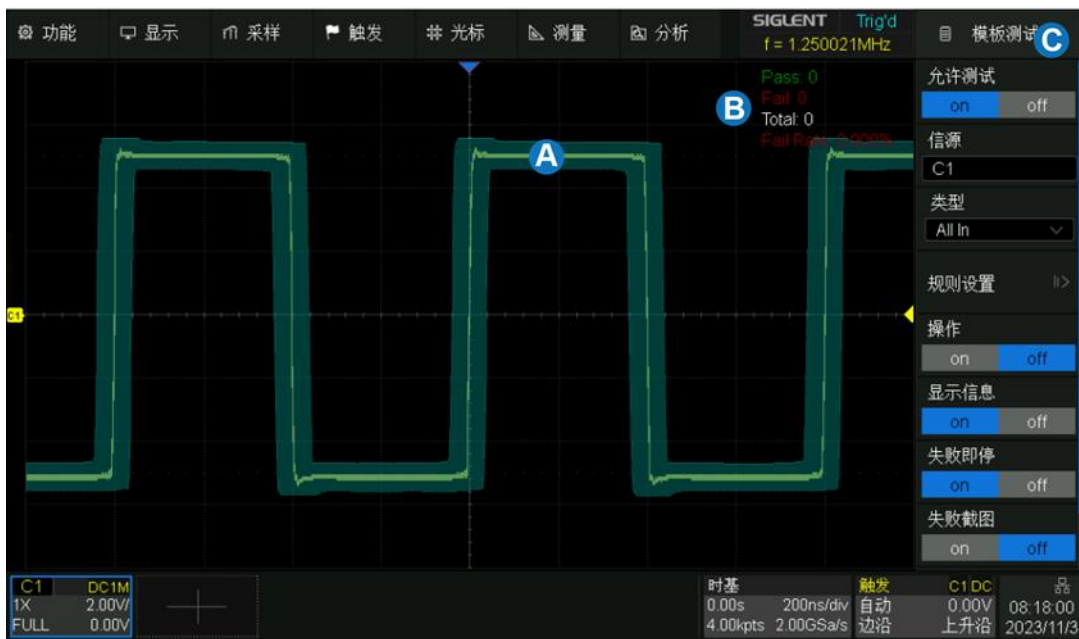 功能 显示 采样 触发 光标 测量 分析
SIGLENT Trig'd
f = 1.250021MHz
模板测试
C
Pass: 0
Fail: 0
B
Total: 0
Fail Rate: 0.000%
A
允许测试
on off
信源
C1
类型
All In
规则设置
C1
操作
on off
显示信息
on off
失败即停
on off
失败截图
on off
C1 DC1M
1X 2.00V/
FULL 0.00V
时基
0.00s 200ns/div
4.00kpts 2.00GSa/s
触发 C1 DC
自动 0.00V
边沿 上升沿
08:18:00
2023/11/3